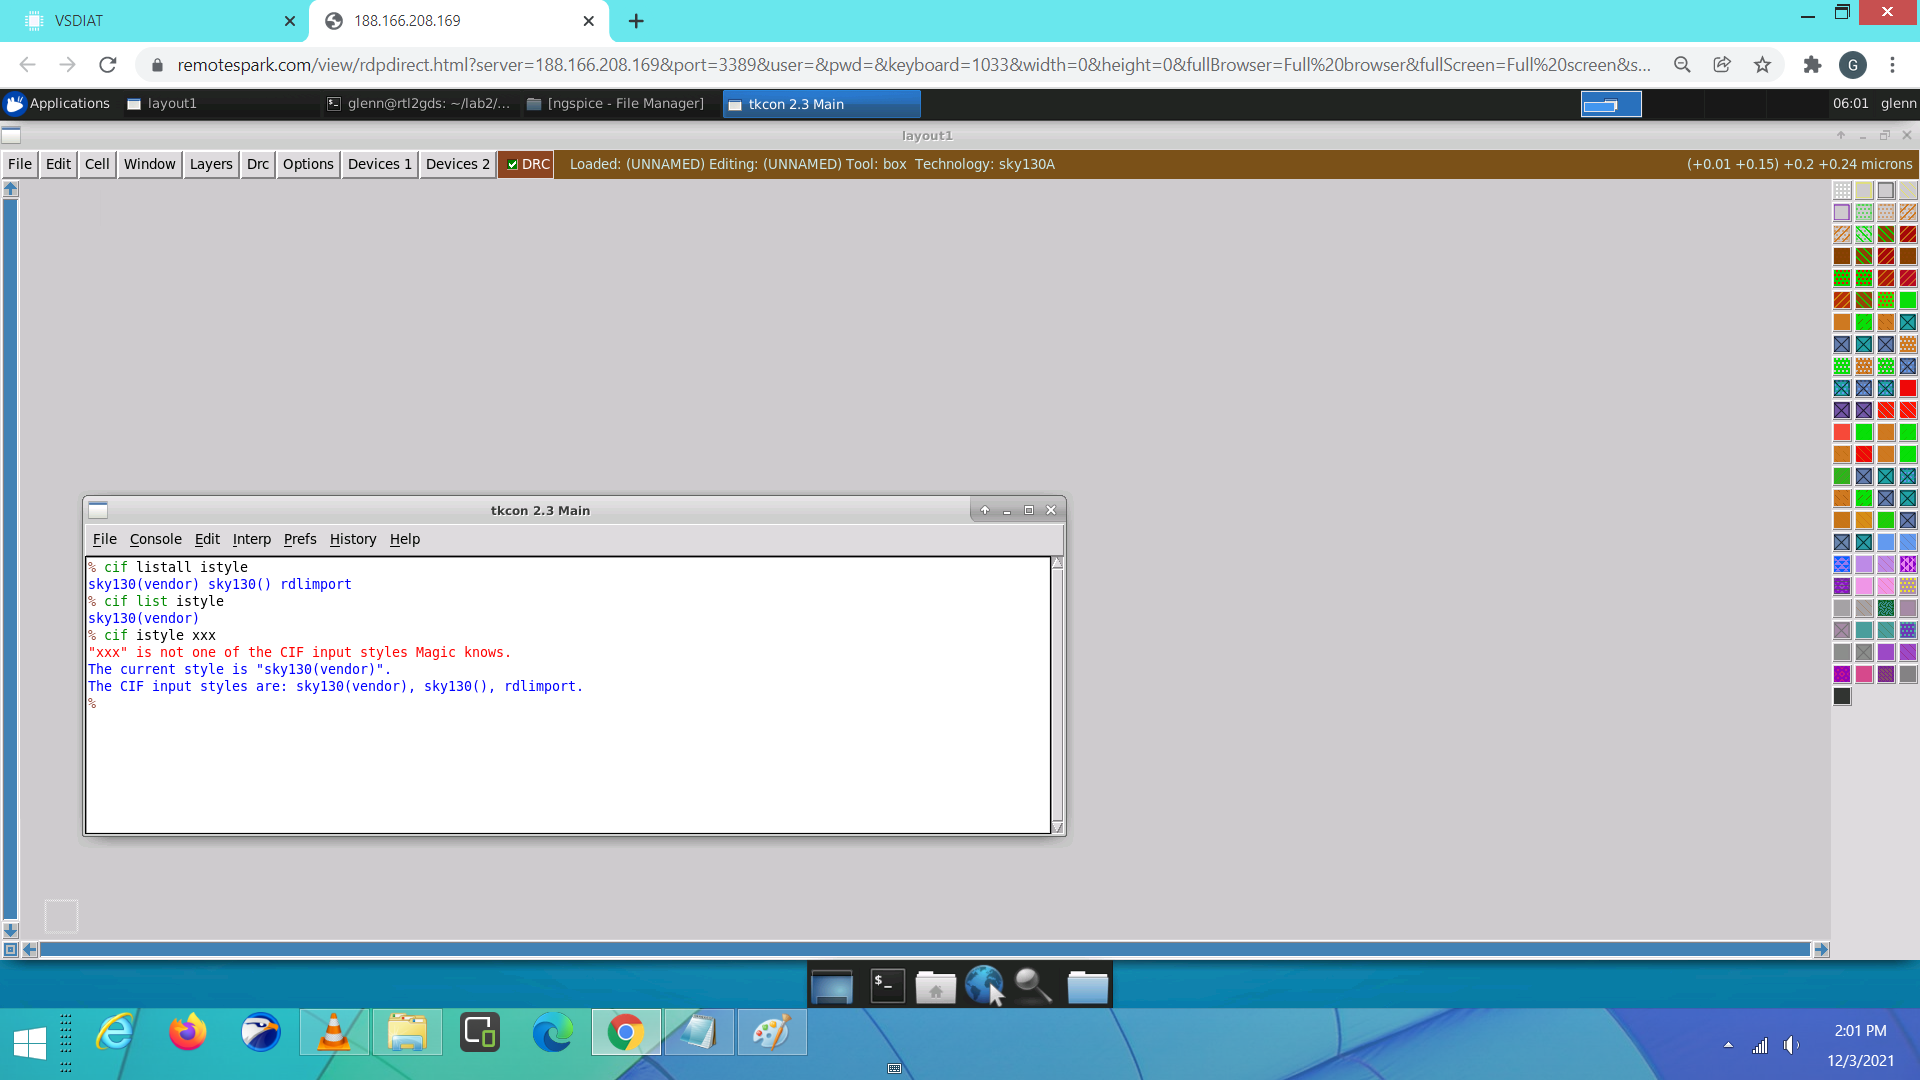 VSDIAT
188.166.208.169
remotespark.com/view/rdpdirect.html?server=188.166.208.169&port=3389&user=&pwd=&keyboard=1033&width=0&height=0&fullBrowser=Full%20browser&fullScreen=Full%20screen&s...
G
Applications layout1 glenn@rtl2gds: ~/lab2/... [ngspice - File Manager] tkcon 2.3 Main 06:01 glenn
layout1
File Edit Cell Window Layers Drc Options Devices 1 Devices 2 DRC Loaded: (UNNAMED) Editing: (UNNAMED) Tool: box Technology: sky130A (+0.01 +0.15) +0.2 +0.24 microns
tkcon 2.3 Main
File Console Edit Interp Prefs History Help
% cif listall istyle
sky130(vendor) sky130() rdlimport
% cif list istyle
sky130(vendor)
% cif istyle xxx
"xxx" is not one of the CIF input styles Magic knows.
The current style is "sky130(vendor)".
The CIF input styles are: sky130(vendor), sky130(), rdlimport.
%
$_
2:01 PM
12/3/2021